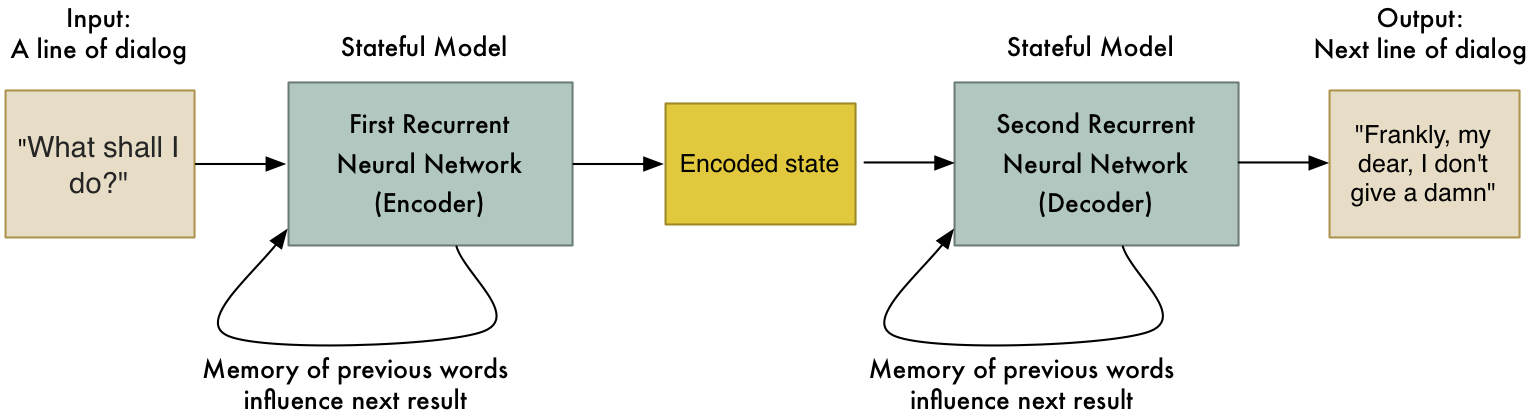 Input:
A line of dialog
"What shall I
do?"
Stateful Model
First Recurrent
Neural Network
(Encoder)
Memory of previous words
influence next result
Encoded state
Stateful Model
Second Recurrent
Neural Network
(Decoder)
Memory of previous words
influence next result
Output:
Next line of dialog
"Frankly, my
dear, I don't
give a damn"